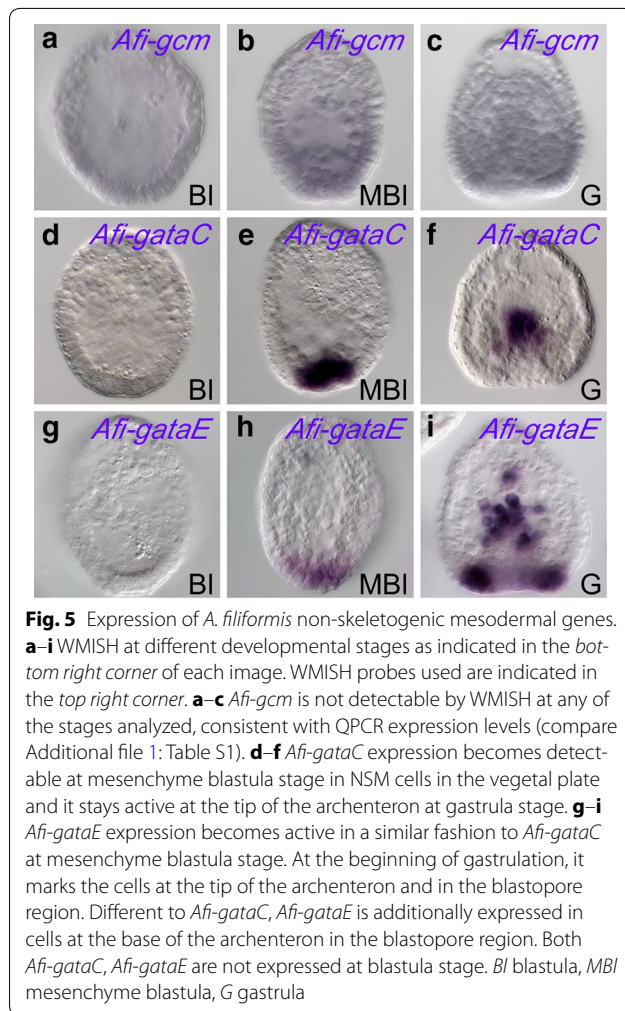 a Afi-gcm b Afi-gcm c Afi-gcm
Bl MBl G
d Afi-gataC e Afi-gataC f Afi-gataC
Bl MBl G
g Afi-gataE h Afi-gataE i Afi-gataE
Bl MBl G
Fig. 5 Expression of A. filiformis non-skeletogenic mesodermal genes.
a–i WMISH at different developmental stages as indicated in the bot-
tom right corner of each image. WMISH probes used are indicated in
the top right corner. a–c Afi-gcm is not detectable by WMISH at any of
the stages analyzed, consistent with QPCR expression levels (compare
Additional file 1: Table S1). d–f Afi-gataC expression becomes detect-
able at mesenchyme blastula stage in NSM cells in the vegetal plate
and it stays active at the tip of the archenteron at gastrula stage. g–i
Afi-gataE expression becomes active in a similar fashion to Afi-gataC
at mesenchyme blastula stage. At the beginning of gastrulation, it
marks the cells at the tip of the archenteron and in the blastopore
region. Different to Afi-gataC, Afi-gataE is additionally expressed in
cells at the base of the archenteron in the blastopore region. Both
Afi-gataC, Afi-gataE are not expressed at blastula stage. Bl blastula, MBl
mesenchyme blastula, G gastrula